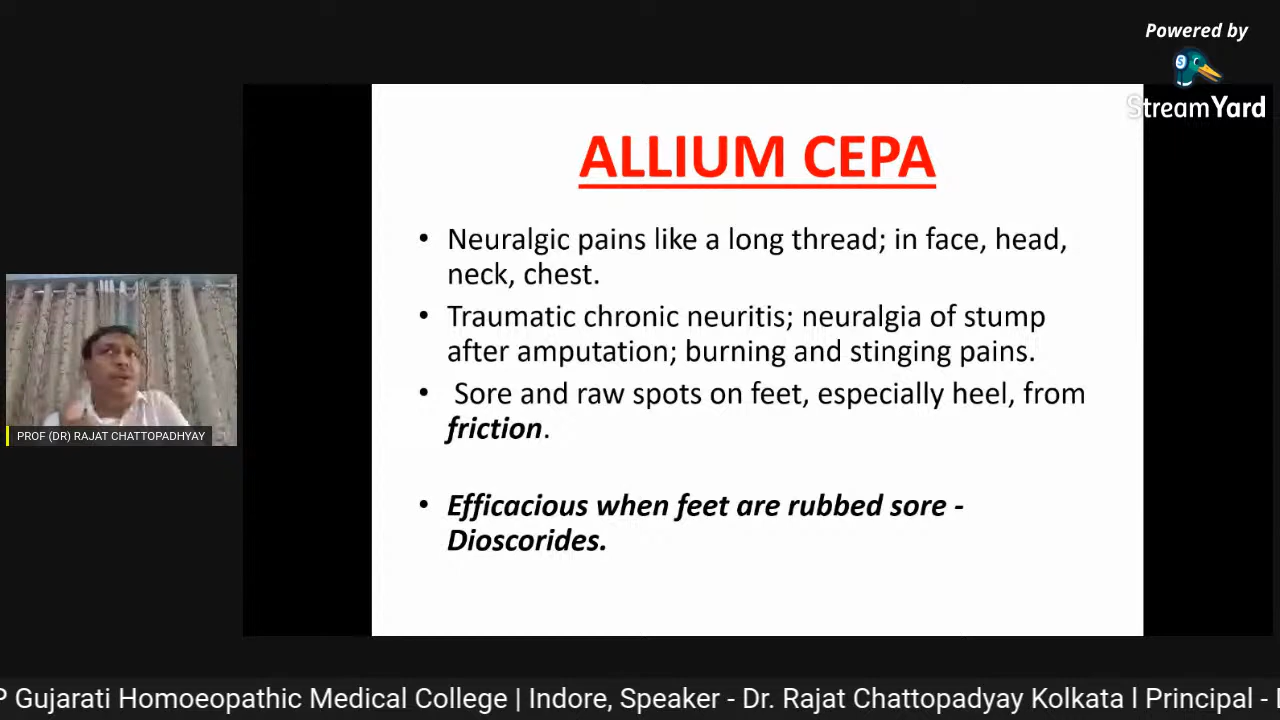 Powered by
StreamYard
ALLIUM CEPA
• Neuralgic pains like a long thread; in face, head,
neck, chest.
• Traumatic chronic neuritis; neuralgia of stump
after amputation; burning and stinging pains.
• Sore and raw spots on feet, especially heel, from
friction.
• Efficacious when feet are rubbed sore -
Dioscorides.
PROF (DR) RAJAT CHATTOPADHYAY
P Gujarati Homoeopathic Medical College | Indore, Speaker - Dr. Rajat Chattopadyay Kolkata l Principal -